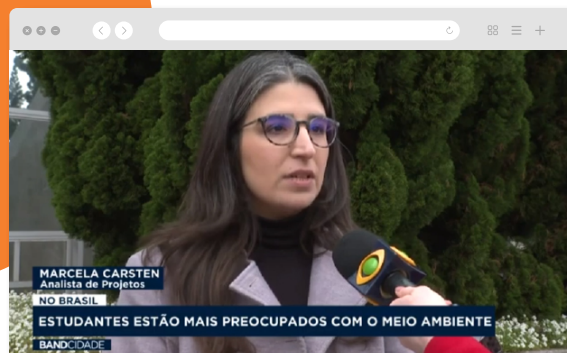 MARCELA CARSTEN
Analista de Projetos
NO BRASIL
ESTUDANTES ESTÃO MAIS PREOCUPADOS COM O MEIO AMBIENTE
BANDCIDADE